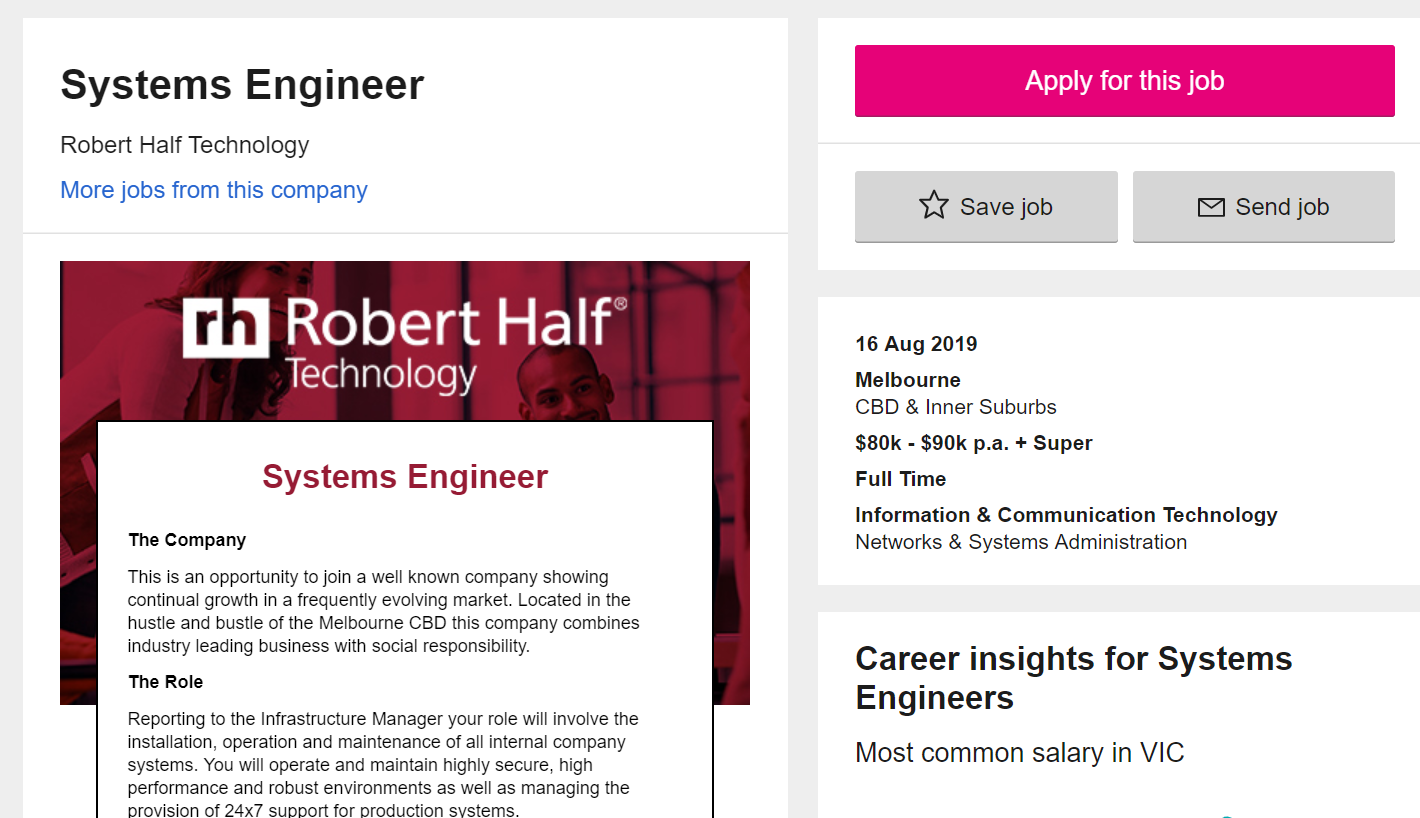 Systems Engineer
Robert Half Technology
More jobs from this company
rh Robert Half®
Technology
Systems Engineer
The Company
This is an opportunity to join a well known company showing
continual growth in a frequently evolving market. Located in the
hustle and bustle of the Melbourne CBD this company combines
industry leading business with social responsibility.
The Role
Reporting to the Infrastructure Manager your role will involve the
installation, operation and maintenance of all internal company
systems. You will operate and maintain highly secure, high
performance and robust environments as well as managing the
provision of 24x7 support for production systems.
Apply for this job
Save job
Send job
16 Aug 2019
Melbourne
CBD & Inner Suburbs
$80k - $90k p.a. + Super
Full Time
Information & Communication Technology
Networks & Systems Administration
Career insights for Systems
Engineers
Most common salary in VIC